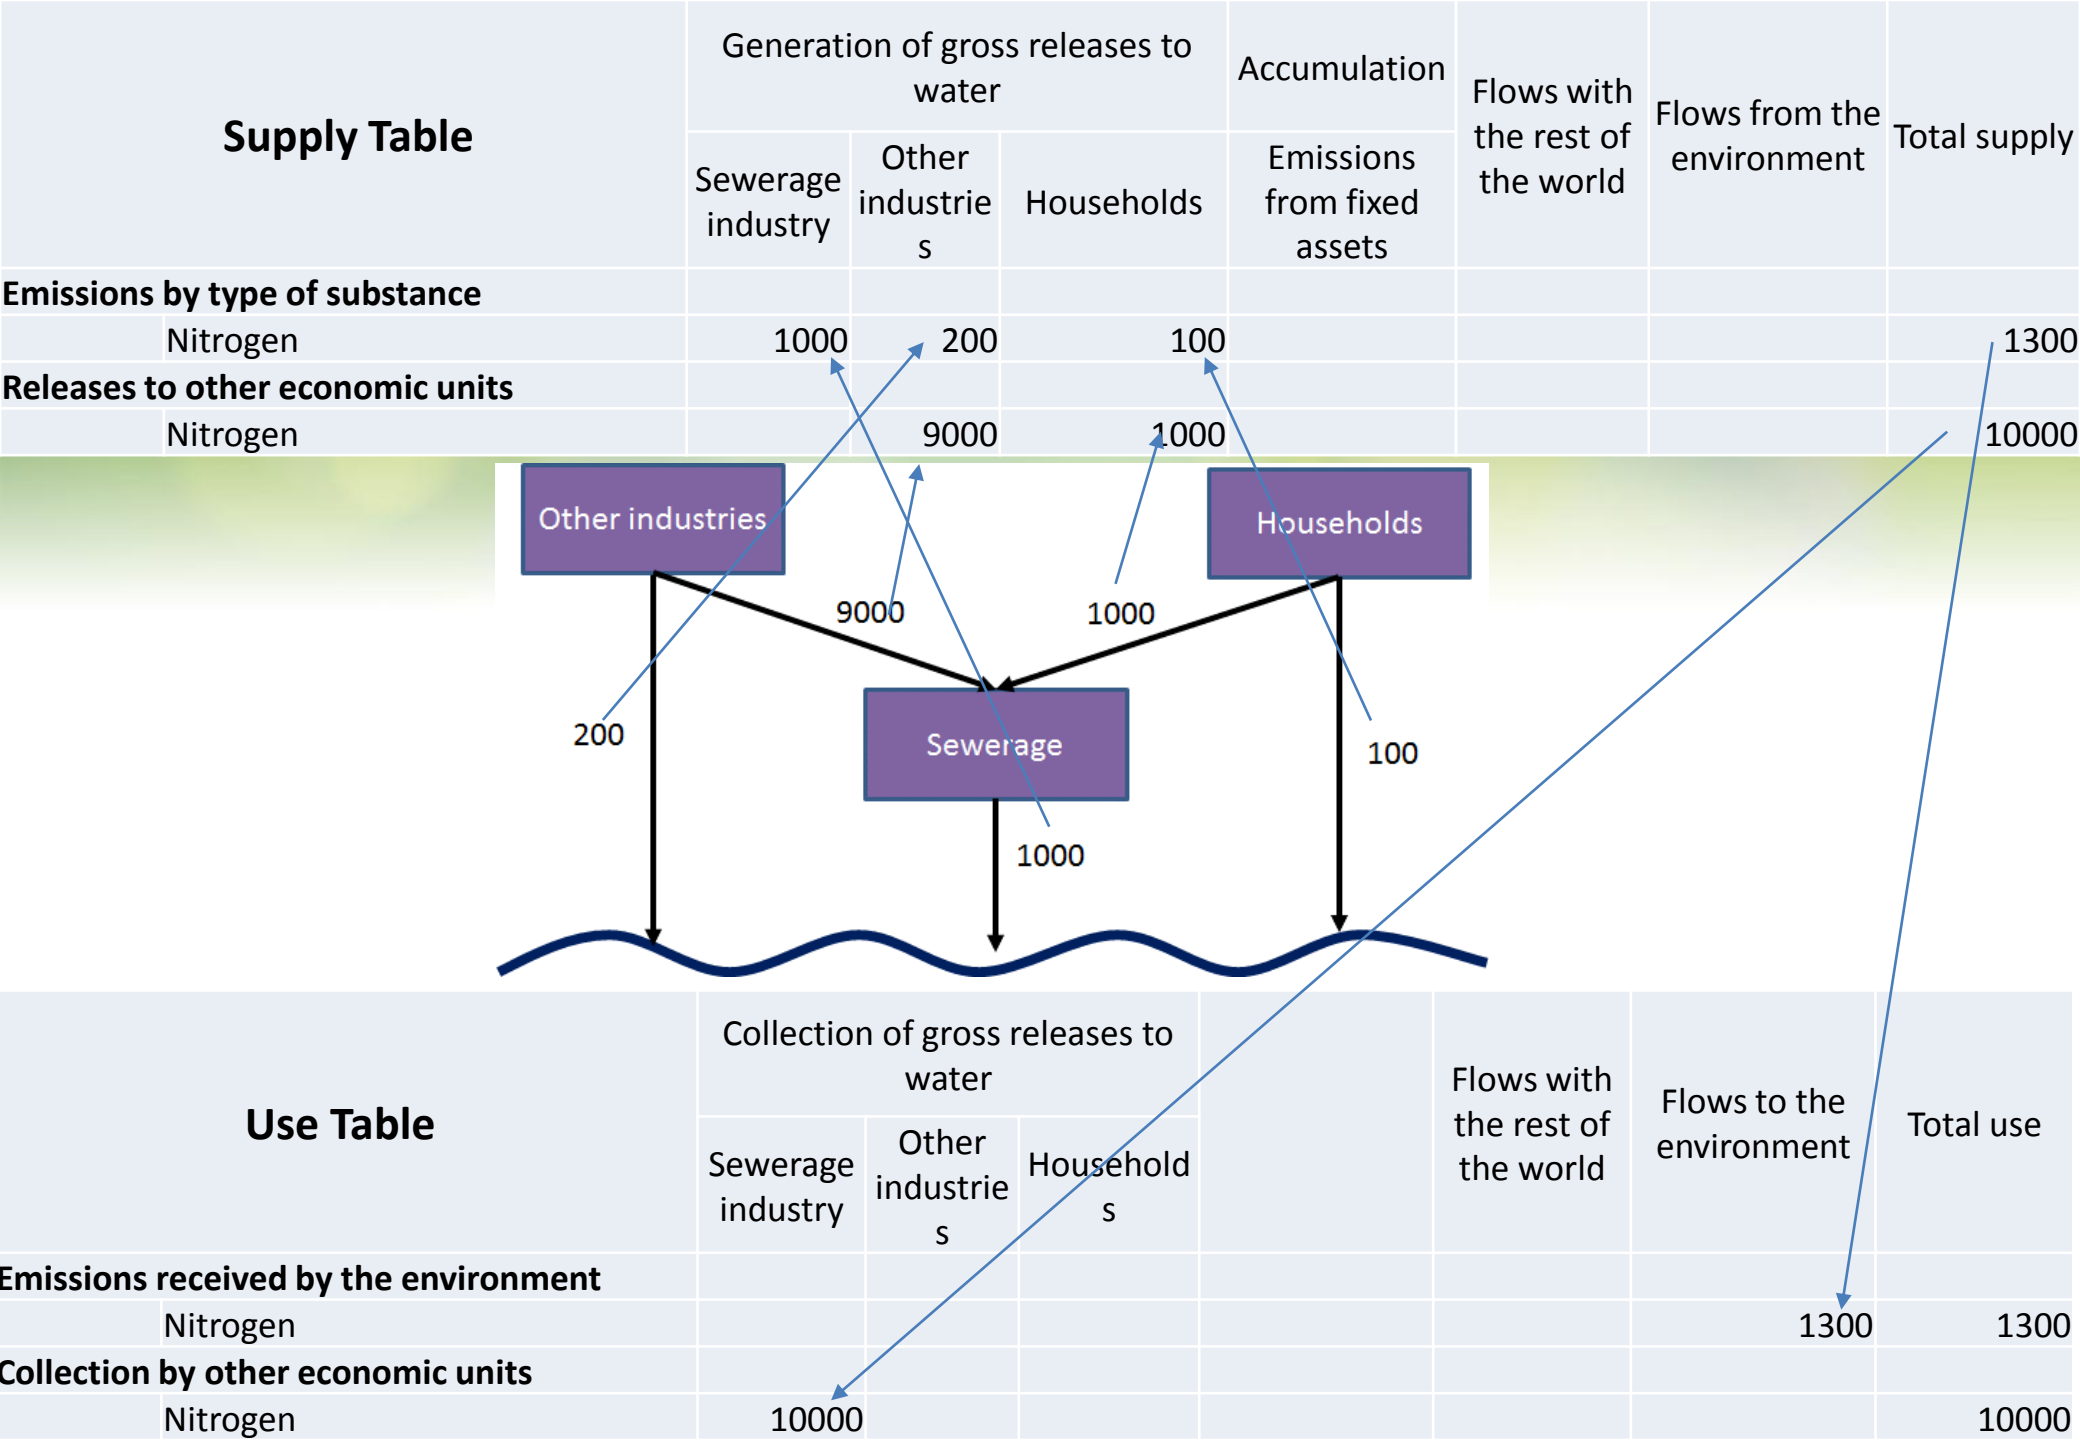 Supply Table
Generation of gross releases to
water
Accumulation
Flows with
the rest of
the world
Flows from the
environment
Total supply
Sewerage
industry
Other
industrie
s
Households
Emissions
from fixed
assets
Emissions by type of substance
Nitrogen 1000 200 100 1300
Releases to other economic units
Nitrogen 9000 1000 10000
Other industries
Households
9000
1000
200
Sewerage
100
1000
Use Table
Collection of gross releases to
water
Flows with
the rest of
the world
Flows to the
environment
Total use
Sewerage
industry
Other
industrie
s
Household
s
Emissions received by the environment
Nitrogen 1300 1300
Collection by other economic units
Nitrogen 10000 10000